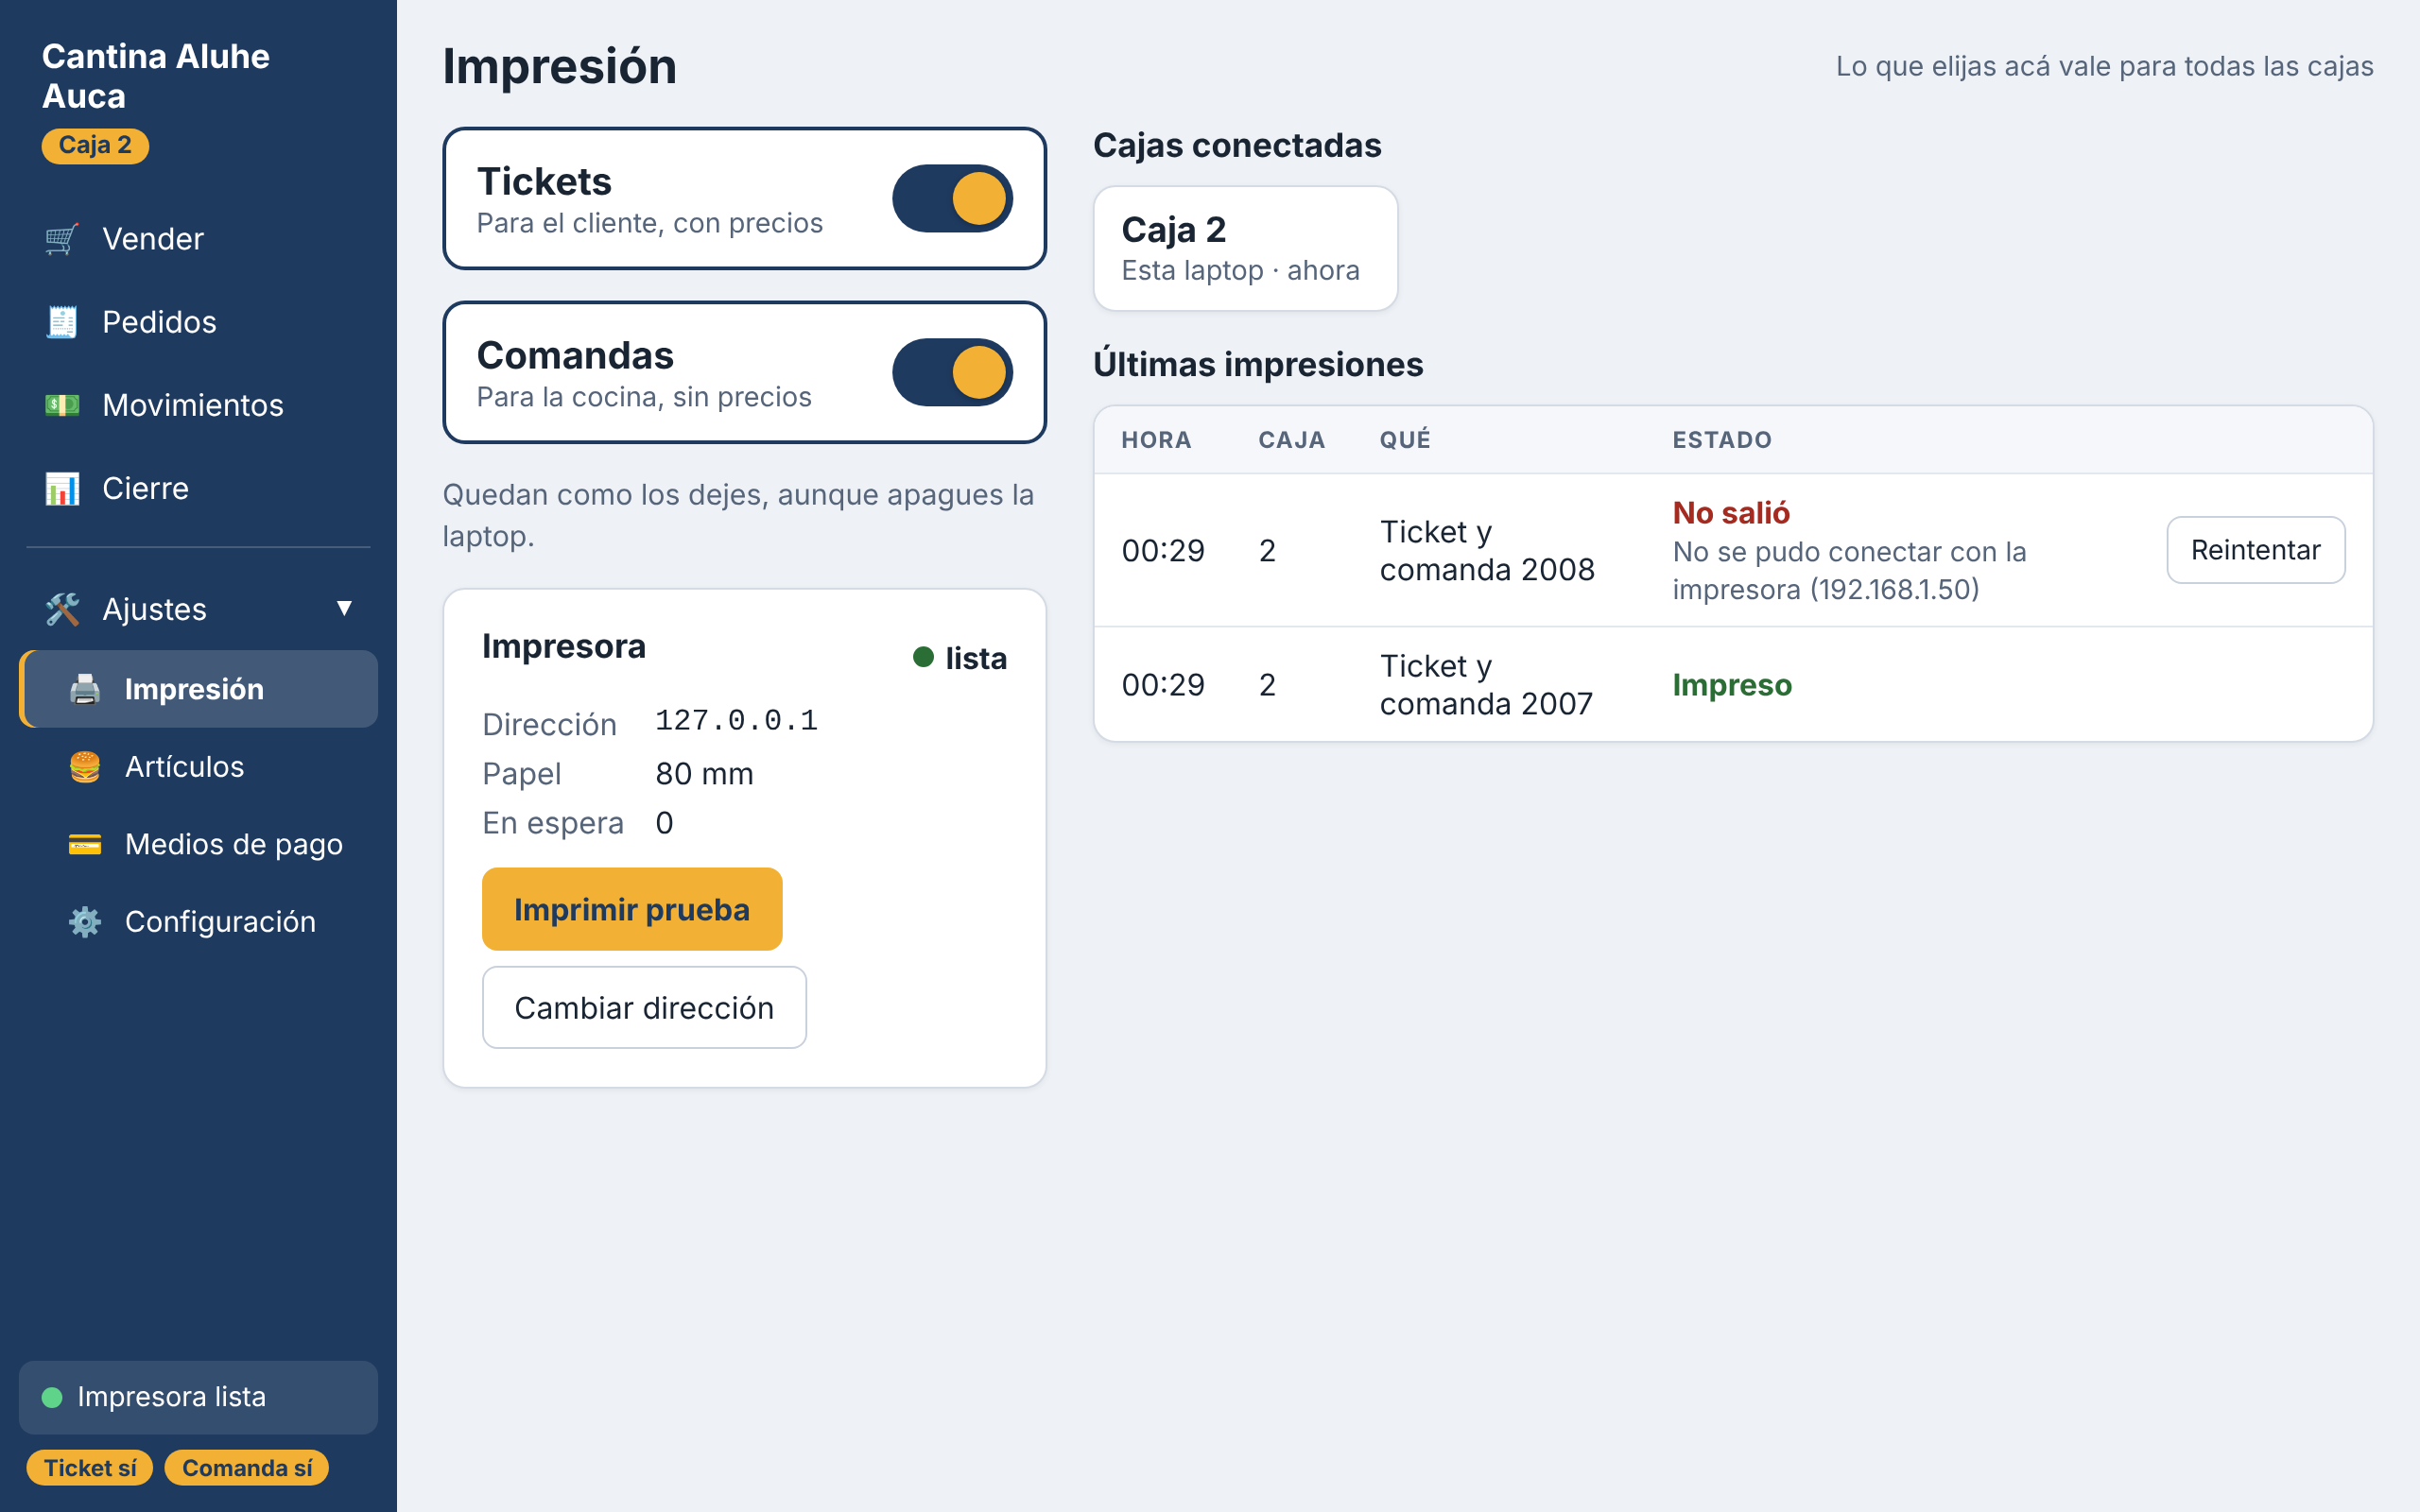 Cantina Aluhe
Auca
Caja 2
Vender
Pedidos
Movimientos
Cierre
Ajustes ▼
Impresión
Artículos
Medios de pago
Configuración
Impresora lista
Ticket sí
Comanda sí
Impresión
Lo que elijas acá vale para todas las cajas
Tickets
Para el cliente, con precios
Comandas
Para la cocina, sin precios
Quedan como los dejes, aunque apagues la
laptop.
Impresora
lista
Dirección 127.0.0.1
Papel 80 mm
En espera 0
Imprimir prueba
Cambiar dirección
Cajas conectadas
Caja 2
Esta laptop · ahora
Últimas impresiones
HORA CAJA QUÉ ESTADO
00:29 2
Ticket y
comanda 2008
No salió
No se pudo conectar con la
impresora (192.168.1.50)
Reintentar
00:29 2
Ticket y
comanda 2007
Impreso